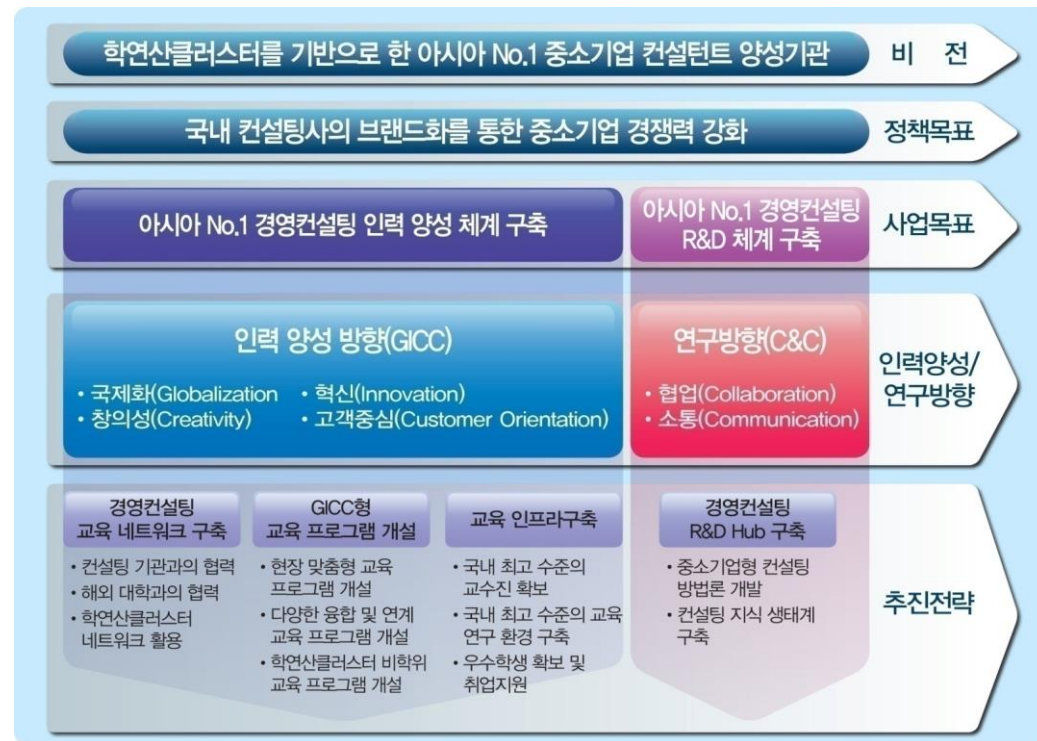 학연산클러스터를 기반으로 한 아시아 No.1 중소기업 컨설턴트 양성기관
비 전
국내 컨설팅사의 브랜드화를 통한 중소기업 경쟁력 강화
정책목표
아시아 No.1 경영컨설팅 인력 양성 체계 구축
아시아 No.1 경영컨설팅
R&D 체계 구축
사업목표
인력 양성 방향(GICC)
• 국제화(Globalization
• 혁신(Innovation)
• 창의성(Creativity)
• 고객중심(Customer Orientation)
연구방향(C&C)
• 협업(Collaboration)
• 소통(Communication)
인력양성/
연구방향
경영컨설팅
교육 네트워크 구축
• 컨설팅 기관과의 협력
• 해외 대학과의 협력
• 학연산클러스터
네트워크 활용
GICC형
교육 프로그램 개설
• 현장 맞춤형 교육
프로그램 개설
• 다양한 융합 및 연계
교육 프로그램 개설
• 학연산클러스터 비학위
교육 프로그램 개설
교육 인프라구축
• 국내 최고 수준의
교수진 확보
• 국내 최고 수준의 교육
연구 환경 구축
• 우수학생 확보 및
취업지원
경영컨설팅
R&D Hub 구축
• 중소기업형 컨설팅
방법론 개발
• 컨설팅 지식 생태계
구축
추진전략